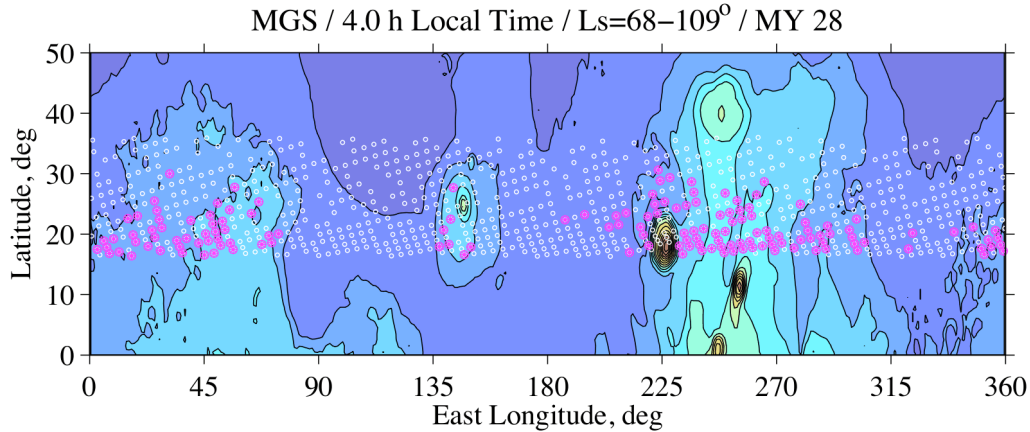 MGS / 4.0 h Local Time / Ls=68−109° / MY 28
50
40
30
20
10
0
Latitude, deg
0 45 90 135 180 225 270 315 360
East Longitude, deg